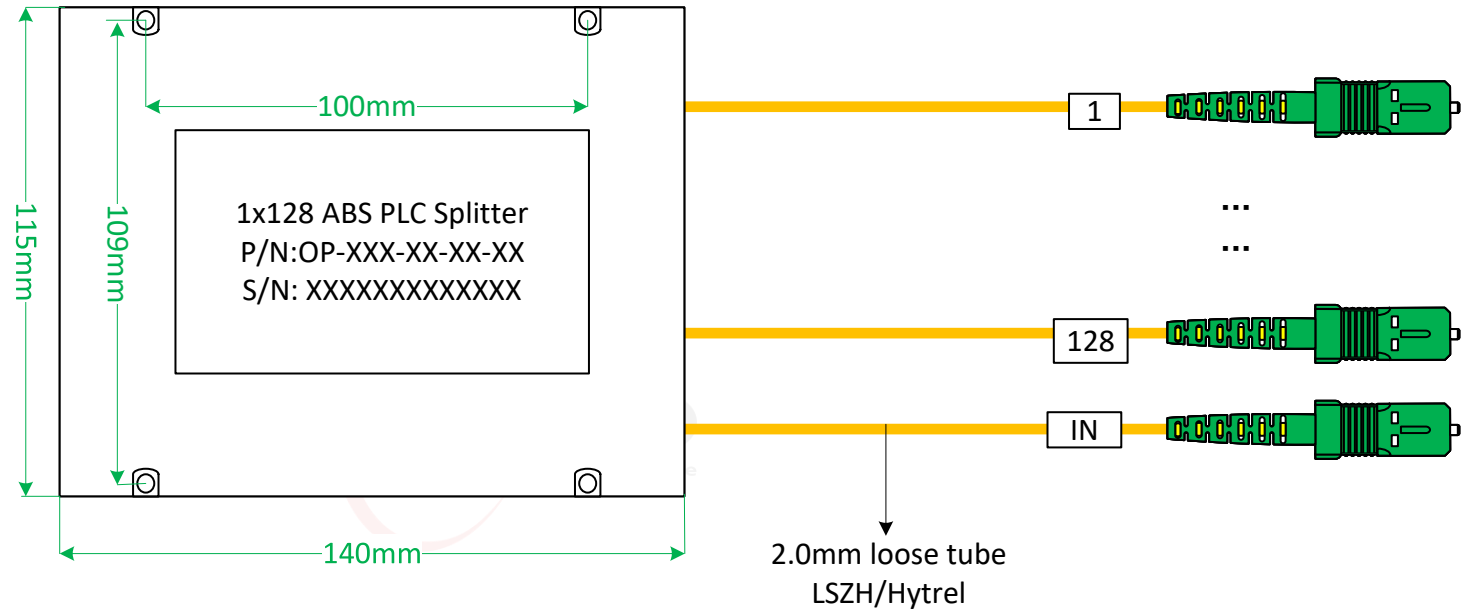 100mm
1
1x128 ABS PLC Splitter
P/N:OP-XXX-XX-XX-XX
S/N: XXXXXXXXXXXXX
115mm
109mm
...
...
128
IN
140mm
2.0mm loose tube
LSZH/Hytrel